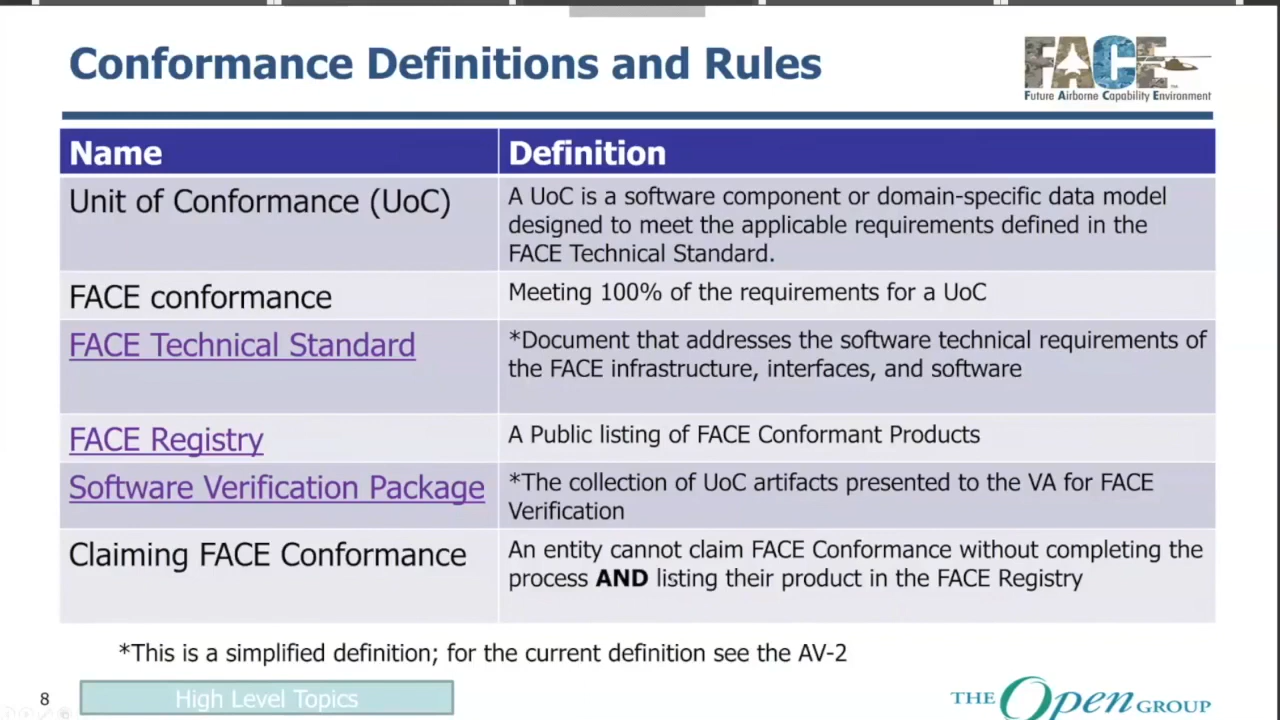 Conformance Definitions and Rules
FACE
Future Airborne Capability Environment
Name
Definition
Unit of Conformance (UoC)
A UoC is a software component or domain-specific data model
designed to meet the applicable requirements defined in the
FACE Technical Standard.
FACE conformance
Meeting 100% of the requirements for a UoC
FACE Technical Standard
*Document that addresses the software technical requirements of
the FACE infrastructure, interfaces, and software
FACE Registry
A Public listing of FACE Conformant Products
Software Verification Package
*The collection of UoC artifacts presented to the VA for FACE
Verification
Claiming FACE Conformance
An entity cannot claim FACE Conformance without completing the
process AND listing their product in the FACE Registry
*This is a simplified definition; for the current definition see the AV-2
8
High Level Topics
THE Open GROUP